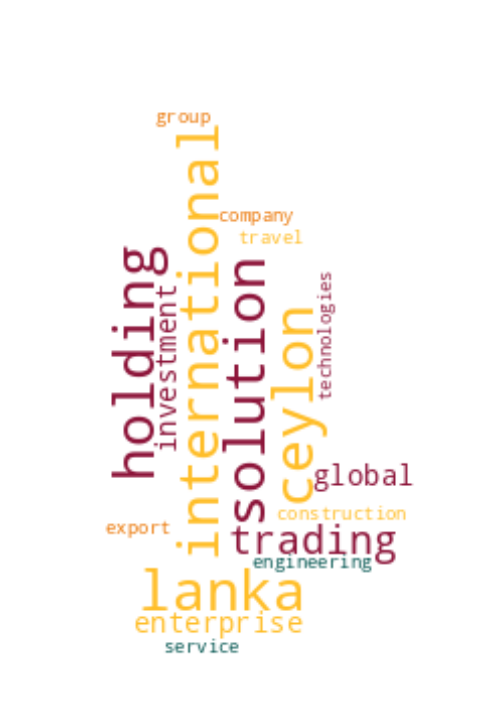 group
international
company
travel
holding
solution
technologies
investment
ceylon
global
construction
export
trading
engineering
lanka
enterprise
service